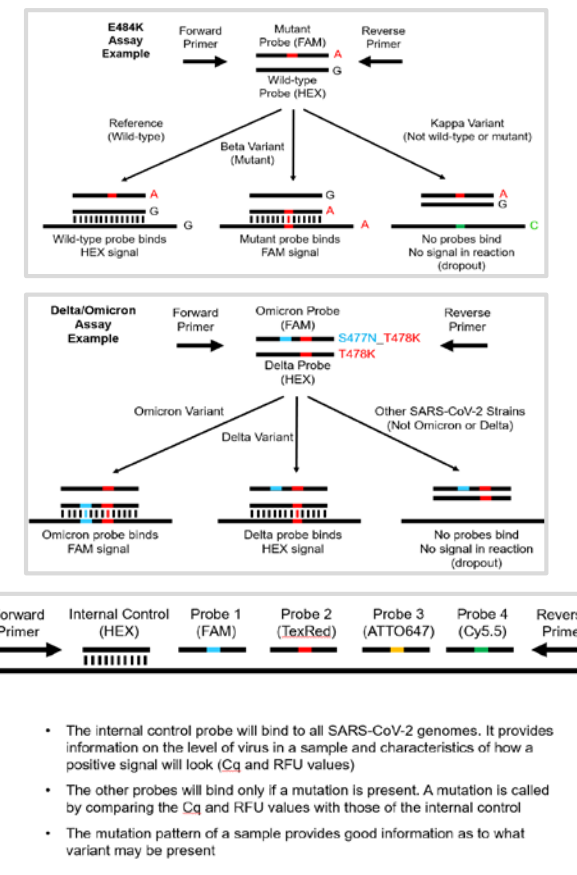 E484K
Assay
Example
Forward
Primer
Mutant
Probe (FAM)
A
G
Wild-type
Probe (HEX)
Reverse
Primer
Reference
(Wild-type)
Beta Variant
(Mutant)
Kappa Variant
(Not wild-type or mutant)
A
G
G
Wild-type probe binds
HEX signal
G
A
A
Mutant probe binds
FAM signal
A
G
C
No probes bind
No signal in reaction
(dropout)
Delta/Omicron
Assay
Example
Forward
Primer
Omicron Probe
(FAM)
S477N_T478K
T478K
Delta Probe
(HEX)
Reverse
Primer
Omicron Variant
Delta Variant
Other SARS-CoV-2 Strains
(Not Omicron or Delta)
Omicron probe binds
FAM signal
Delta probe binds
HEX signal
No probes bind
No signal in reaction
(dropout)
orward
Primer
Internal Control
(HEX)
Probe 1
(FAM)
Probe 2
(TexRed)
Probe 3
(ATTO647)
Probe 4
(Cy5.5)
Revers
Prime
• The internal control probe will bind to all SARS-CoV-2 genomes. It provides
information on the level of virus in a sample and characteristics of how a
positive signal will look (Cq and RFU values)
• The other probes will bind only if a mutation is present. A mutation is called
by comparing the Cq and RFU values with those of the internal control
• The mutation pattern of a sample provides good information as to what
variant may be present